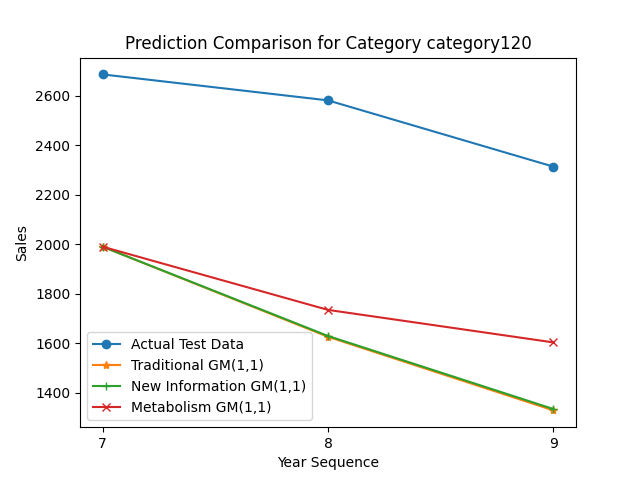 Prediction Comparison for Category category120
Sales
2600
2400
2200
2000
1800
1600
1400
Actual Test Data
Traditional GM(1,1)
New Information GM(1,1)
Metabolism GM(1,1)
7
8
9
Year Sequence